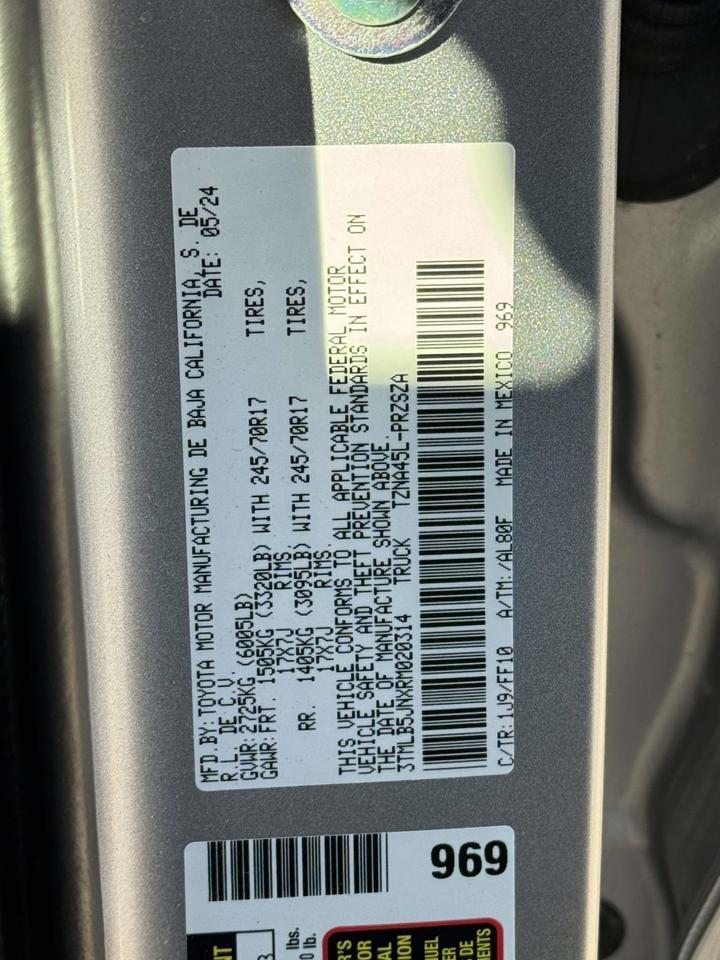 MFD.BY:TOYOTA MOTOR MANUFACTURING DE BAJA CALIFORNIA, S. DE
R.L. DE C.V. DATE: 05/24
GVWR:2725KG (6005LB)
GAWR:FRT. 1505KG (3320LB) WITH 245/70R17 TIRES,
17X7J RIMS
RR. 1405KG (3095LB) WITH 245/70R17 TIRES,
17X7J RIMS
THIS VEHICLE CONFORMS TO ALL APPLICABLE FEDERAL MOTOR
VEHICLE SAFETY AND THEFT PREVENTION STANDARDS IN EFFECT ON
THE DATE OF MANUFACTURE SHOWN ABOVE.
3TMLB5JNXRM020314 TRUCK TZNA45L-PRZSZA
C/TR:1J9/FF10 A/TM:/AL80F MADE IN MEXICO 969
969
lbs.
0 lb.